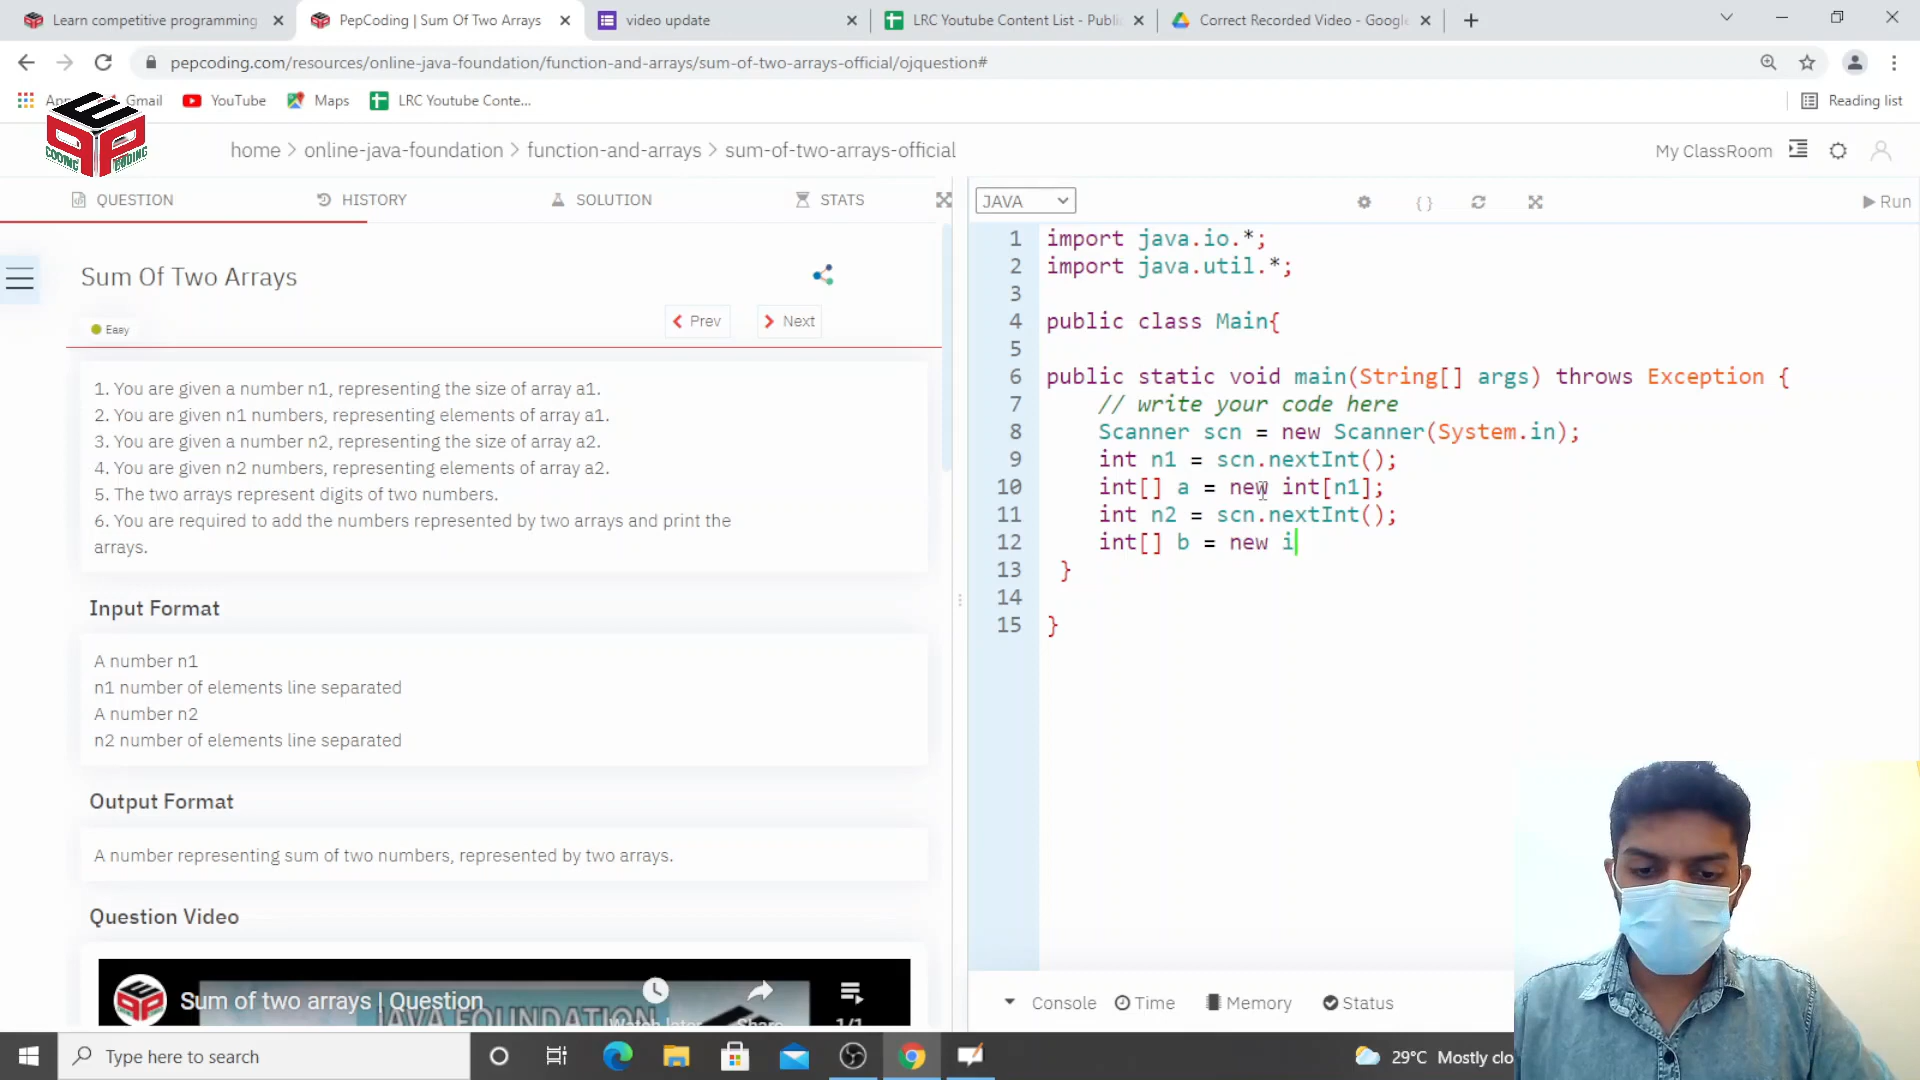 Learn competitive programming
PepCoding | Sum Of Two Arrays
video update
LRC Youtube Content List - Public
Correct Recorded Video - Google
pepcoding.com/resources/online-java-foundation/function-and-arrays/sum-of-two-arrays-official/ojquestion#
Gmail
YouTube
Maps
LRC Youtube Conte...
Reading list
PEP
CODING
CODING
home > online-java-foundation > function-and-arrays > sum-of-two-arrays-official
My ClassRoom
QUESTION
HISTORY
SOLUTION
STATS
JAVA
{ }
Run
Sum Of Two Arrays
Easy
Prev
Next
1. You are given a number n1, representing the size of array a1.
2. You are given n1 numbers, representing elements of array a1.
3. You are given a number n2, representing the size of array a2.
4. You are given n2 numbers, representing elements of array a2.
5. The two arrays represent digits of two numbers.
6. You are required to add the numbers represented by two arrays and print the
arrays.
Input Format
A number n1
n1 number of elements line separated
A number n2
n2 number of elements line separated
Output Format
A number representing sum of two numbers, represented by two arrays.
Question Video
Sum of two arrays | Question
JAVA FOUNDATION
Watch later
Share
1/1
1 import java.io.*;
2 import java.util.*;
3
4 public class Main{
5
6 public static void main(String[] args) throws Exception {
7 // write your code here
8 Scanner scn = new Scanner(System.in);
9 int n1 = scn.nextInt();
10 int[] a = new int[n1];
11 int n2 = scn.nextInt();
12 int[] b = new i
13 }
14
15 }
Console
Time
Memory
Status
Type here to search
29°C Mostly clo